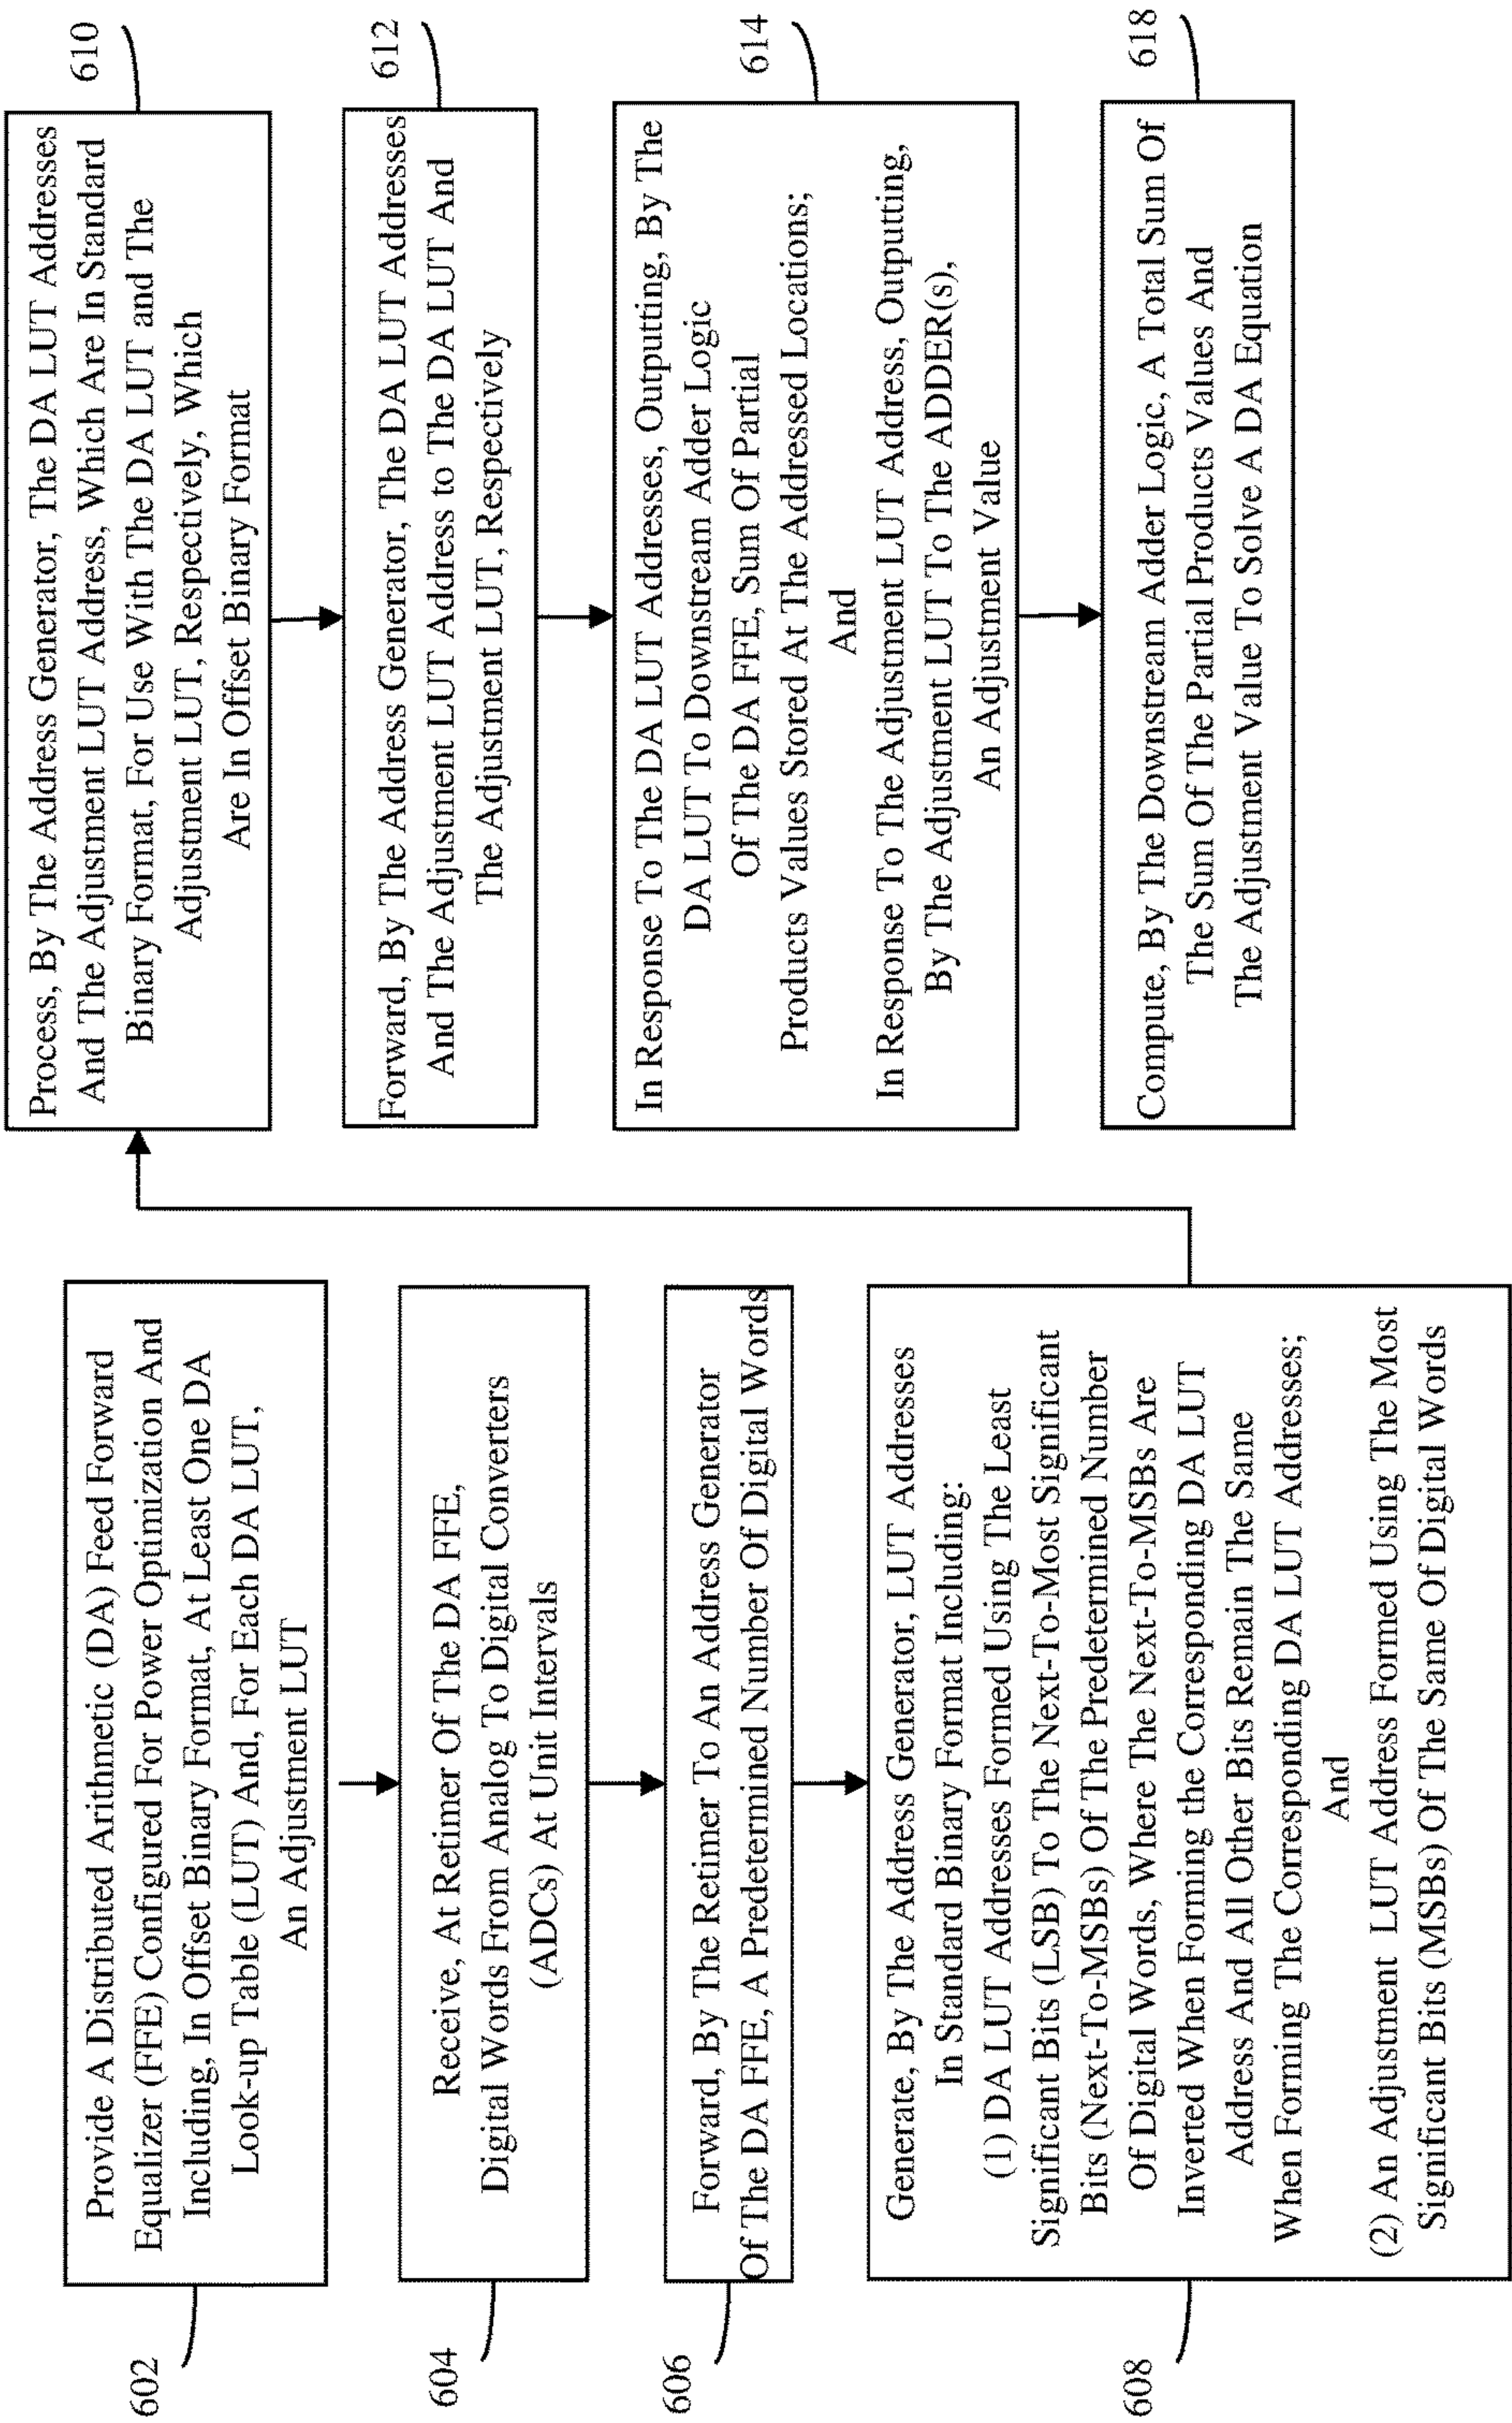 602
Provide A Distributed Arithmetic (DA) Feed Forward
Equalizer (FFE) Configured For Power Optimization And
Including, In Offset Binary Format, At Least One DA
Look-up Table (LUT) And, For Each DA LUT,
An Adjustment LUT
604
Receive, At Retimer Of The DA FFE,
Digital Words From Analog To Digital Converters
(ADCs) At Unit Intervals
606
Forward, By The Retimer To An Address Generator
Of The DA FFE, A Predetermined Number Of Digital Words
608
Generate, By The Address Generator, LUT Addresses
In Standard Binary Format Including:
(1) DA LUT Addresses Formed Using The Least
Significant Bits (LSB) To The Next-To-Most Significant
Bits (Next-To-MSBs) Of The Predetermined Number
Of Digital Words, Where The Next-To-MSBs Are
Inverted When Forming the Corresponding DA LUT
Address And All Other Bits Remain The Same
When Forming The Corresponding DA LUT Addresses;
And
(2) An Adjustment LUT Address Formed Using The Most
Significant Bits (MSBs) Of The Same Of Digital Words
610
Process, By The Address Generator, The DA LUT Addresses
And The Adjustment LUT Address, Which Are In Standard
Binary Format, For Use With The DA LUT and The
Adjustment LUT, Respectively, Which
Are In Offset Binary Format
612
Forward, By The Address Generator, The DA LUT Addresses
And The Adjustment LUT Address to The DA LUT And
The Adjustment LUT, Respectively
614
In Response To The DA LUT Addresses, Outputting, By The
DA LUT To Downstream Adder Logic
Of The DA FFE, Sum Of Partial
Products Values Stored At The Addressed Locations;
And
In Response To The Adjustment LUT Address, Outputting,
By The Adjustment LUT To The ADDER(s),
An Adjustment Value
618
Compute, By The Downstream Adder Logic, A Total Sum Of
The Sum Of The Partial Products Values And
The Adjustment Value To Solve A DA Equation